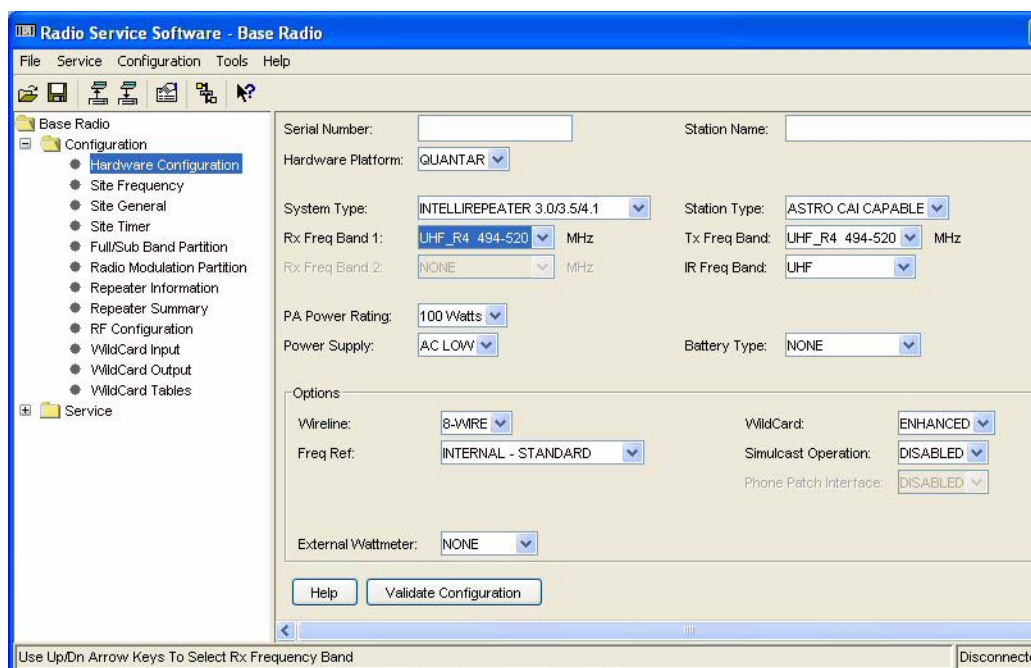 Radio Service Software - Base Radio
File Service Configuration Tools Help
Base Radio
Configuration
Hardware Configuration
Site Frequency
Site General
Site Timer
Full/Sub Band Partition
Radio Modulation Partition
Repeater Information
Repeater Summary
RF Configuration
WildCard Input
WildCard Output
WildCard Tables
Service
Serial Number: Station Name:
Hardware Platform: QUANTAR
System Type: INTELLIREPEATER 3.0/3.5/4.1 Station Type: ASTRO CAI CAPABLE
Rx Freq Band 1: UHF_R4 494-520 MHz Tx Freq Band: UHF_R4 494-520 MHz
Rx Freq Band 2: NONE MHz IR Freq Band: UHF
PA Power Rating: 100 Watts
Power Supply: AC LOW Battery Type: NONE
Options
Wireline: 8-WIRE WildCard: ENHANCED
Freq Ref: INTERNAL - STANDARD Simulcast Operation: DISABLED
Phone Patch Interface: DISABLED
External Wattmeter: NONE
Help Validate Configuration
Use Up/Dn Arrow Keys To Select Rx Frequency Band Disconnecte